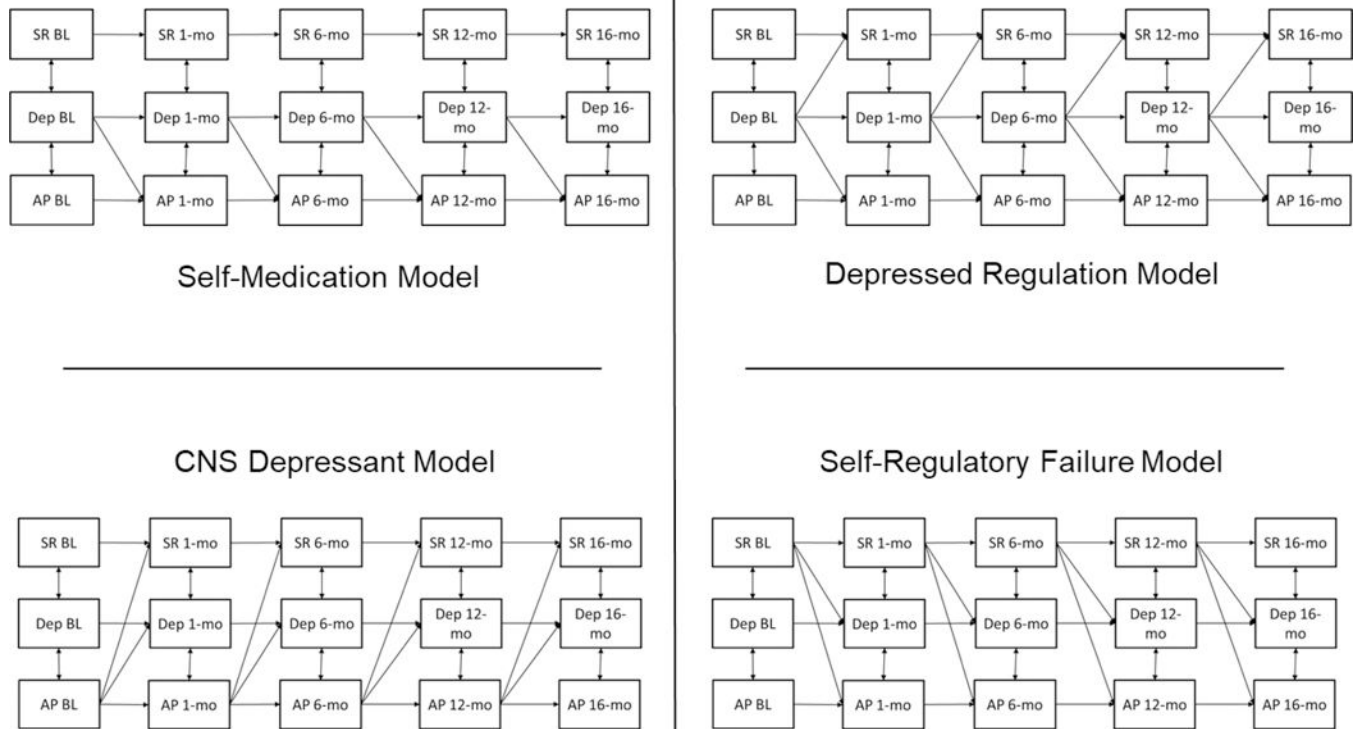 SR BL
SR 1-mo
SR 6-mo
SR 12-mo
SR 16-mo
Dep BL
Dep 1-mo
Dep 6-mo
Dep 12-
mo
Dep 16-
mo
AP BL
AP 1-mo
AP 6-mo
AP 12-mo
AP 16-mo
Self-Medication Model
SR BL
SR 1-mo
SR 6-mo
SR 12-mo
SR 16-mo
Dep BL
Dep 1-mo
Dep 6-mo
Dep 12-
mo
Dep 16-
mo
AP BL
AP 1-mo
AP 6-mo
AP 12-mo
AP 16-mo
Depressed Regulation Model
CNS Depressant Model
SR BL
SR 1-mo
SR 6-mo
SR 12-mo
SR 16-mo
Dep BL
Dep 1-mo
Dep 6-mo
Dep 12-
mo
Dep 16-
mo
AP BL
AP 1-mo
AP 6-mo
AP 12-mo
AP 16-mo
Self-Regulatory Failure Model
SR BL
SR 1-mo
SR 6-mo
SR 12-mo
SR 16-mo
Dep BL
Dep 1-mo
Dep 6-mo
Dep 12-
mo
Dep 16-
mo
AP BL
AP 1-mo
AP 6-mo
AP 12-mo
AP 16-mo